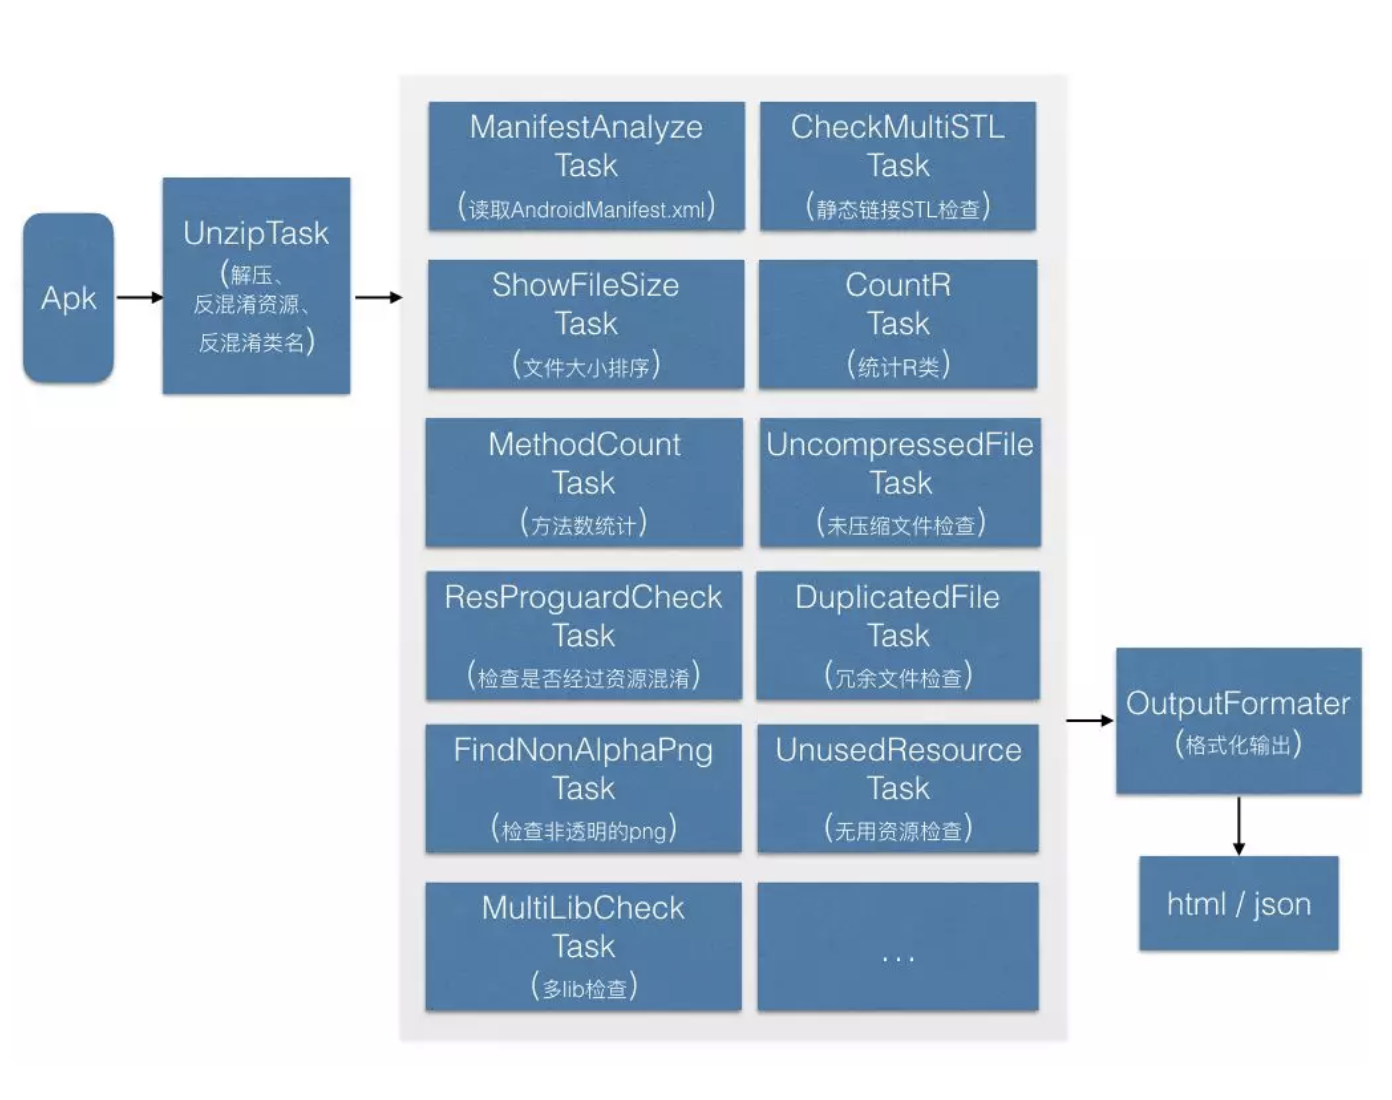 Apk
UnzipTask
(解压、
反混淆资源、
反混淆类名)
ManifestAnalyze
Task
(读取AndroidManifest.xml)
CheckMultiSTL
Task
(静态链接STL检查)
ShowFileSize
Task
(文件大小排序)
CountR
Task
(统计R类)
MethodCount
Task
(方法数统计)
UncompressedFile
Task
(未压缩文件检查)
ResProguardCheck
Task
(检查是否经过资源混淆)
DuplicatedFile
Task
(冗余文件检查)
FindNonAlphaPng
Task
(检查非透明的png)
UnusedResource
Task
(无用资源检查)
MultiLibCheck
Task
(多lib检查)
...
OutputFormater
(格式化输出)
html / json